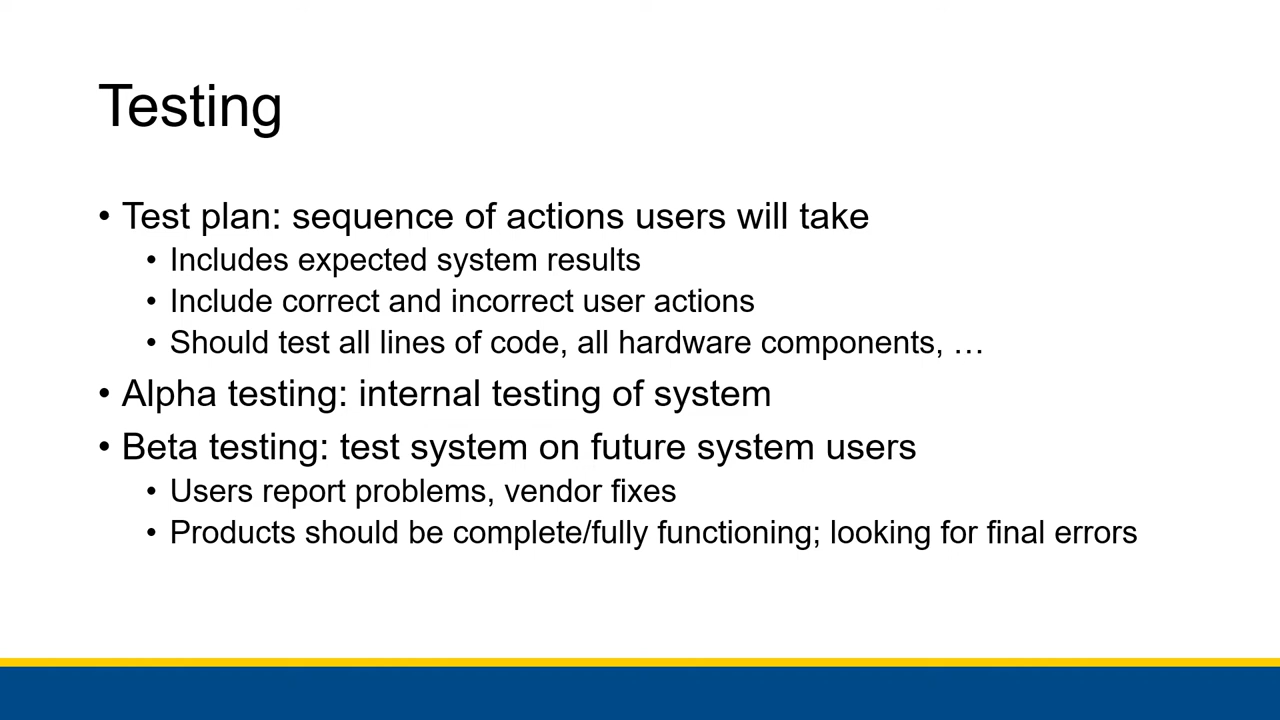 Testing
• Test plan: sequence of actions users will take
• Includes expected system results
• Include correct and incorrect user actions
• Should test all lines of code, all hardware components, …
• Alpha testing: internal testing of system
• Beta testing: test system on future system users
• Users report problems, vendor fixes
• Products should be complete/fully functioning; looking for final errors